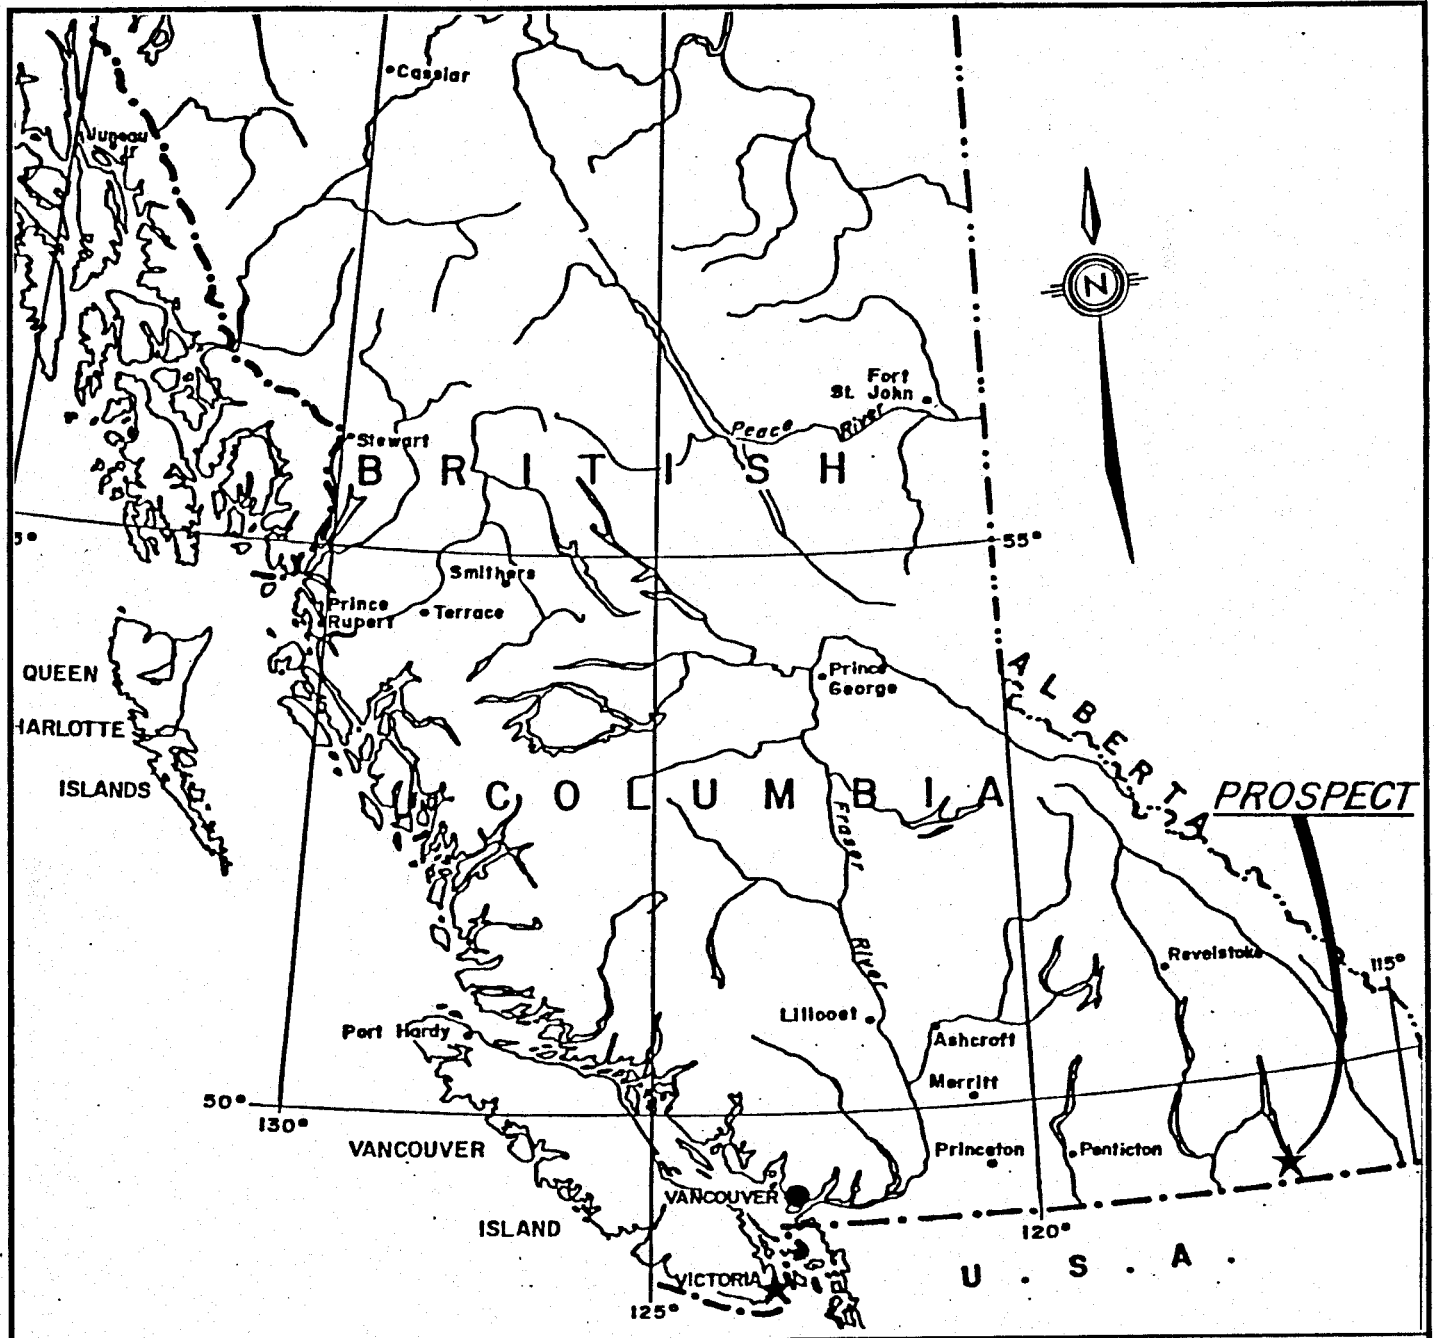 Cassiar
Juneau
N
Fort
St. John
Peace River
Stewart
BRITISH
55°
5°
Smithers
Prince
Rupert
Terrace
QUEEN
HARLOTTE
ISLANDS
Prince
George
ALBERTA
COLUMBIA
PROSPECT
Fraser
River
Revelstoke
115°
Lillooet
Port Hardy
Ashcroft
Merritt
50°
130°
VANCOUVER
ISLAND
Princeton
Penticton
VANCOUVER
120°
U.S.A.
VICTORIA
125°